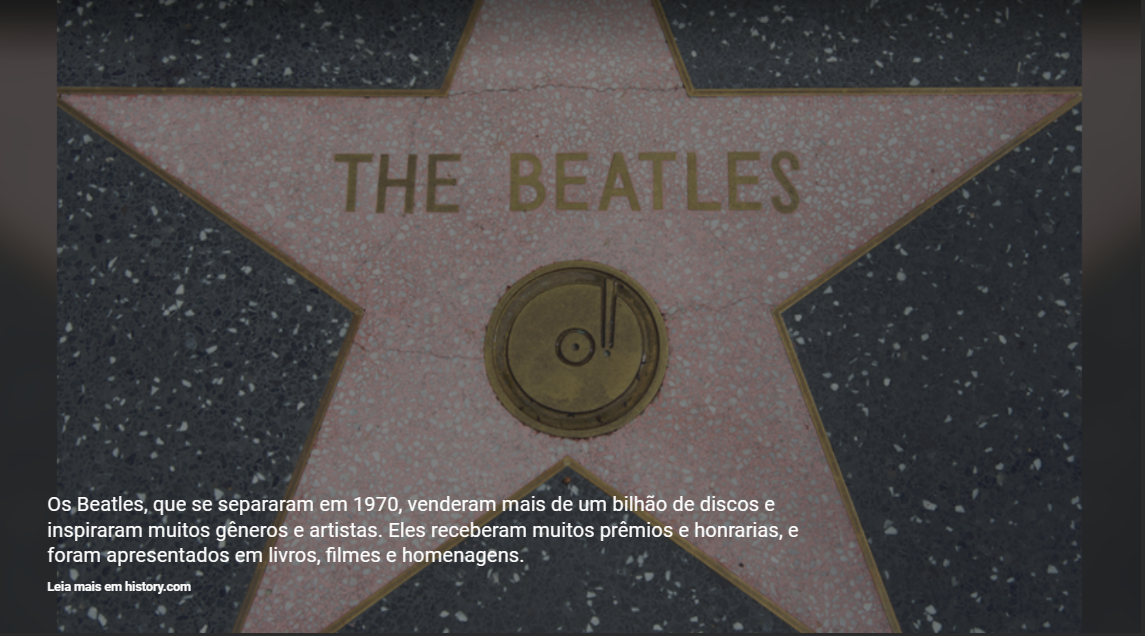 THE BEATLES
Os Beatles, que se separaram em 1970, venderam mais de um bilhão de discos e
inspiraram muitos gêneros e artistas. Eles receberam muitos prêmios e honrarias, e
foram apresentados em livros, filmes e homenagens.
Leia mais em history.com